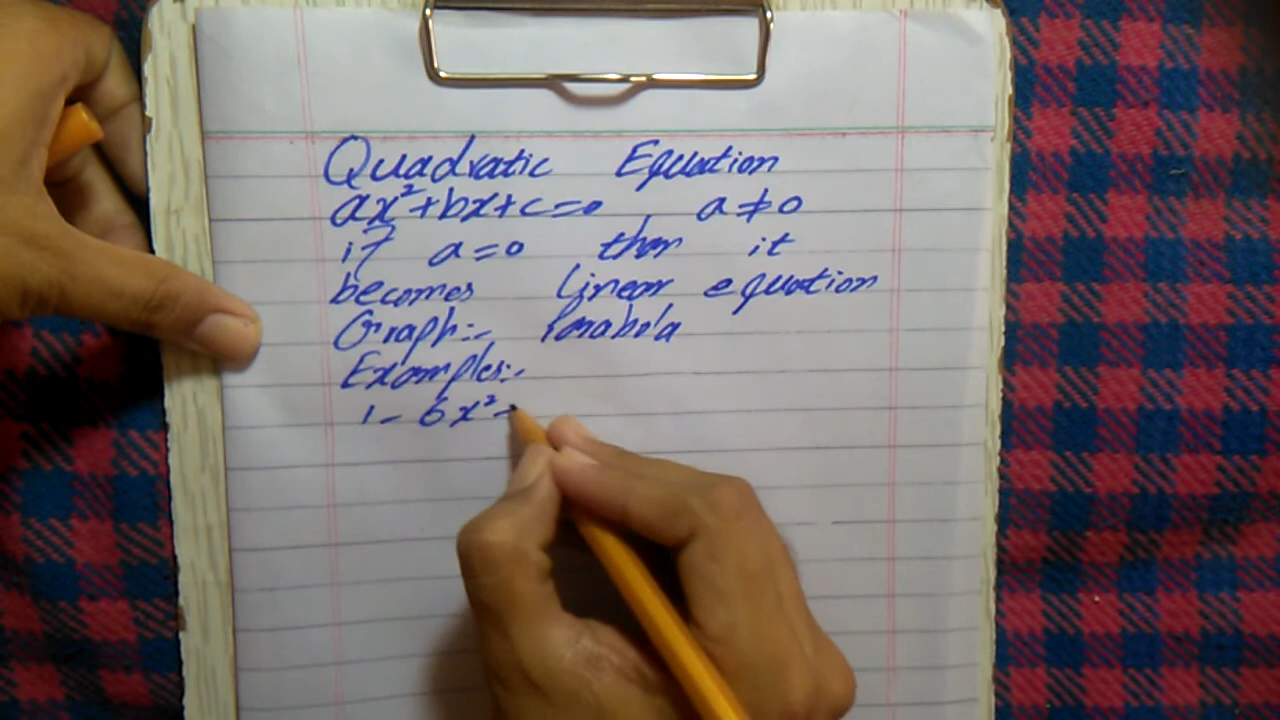 Quadratic Equation
ax²+bx+c=0 a≠0
if a=0 then it
becomes linear equation
Graph:- Parabola
Examples:-
1- 6x²-